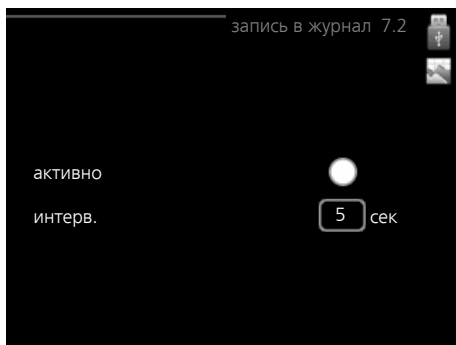 запись в журнал 7.2
активно
интерв. 5 сек